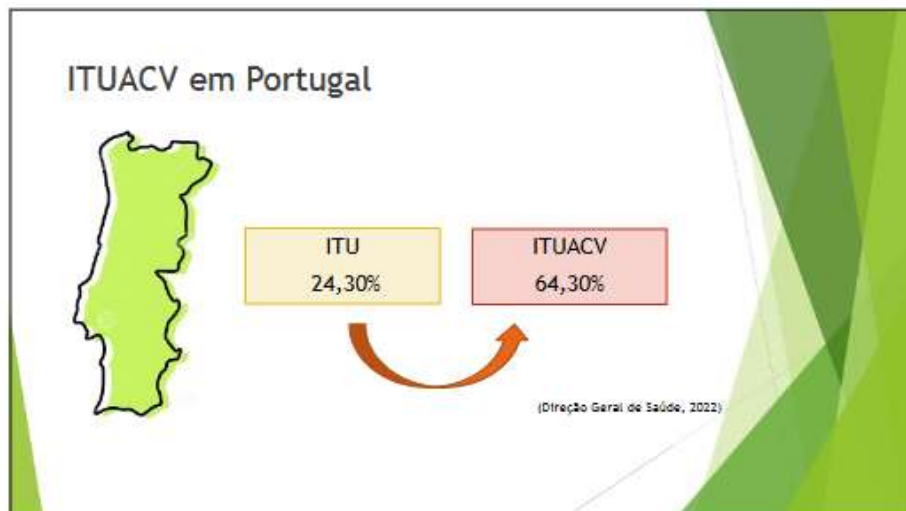 ITUACV em Portugal
ITU
24,30%
ITUACV
64,30%
(Direção Geral de Saúde, 2022)